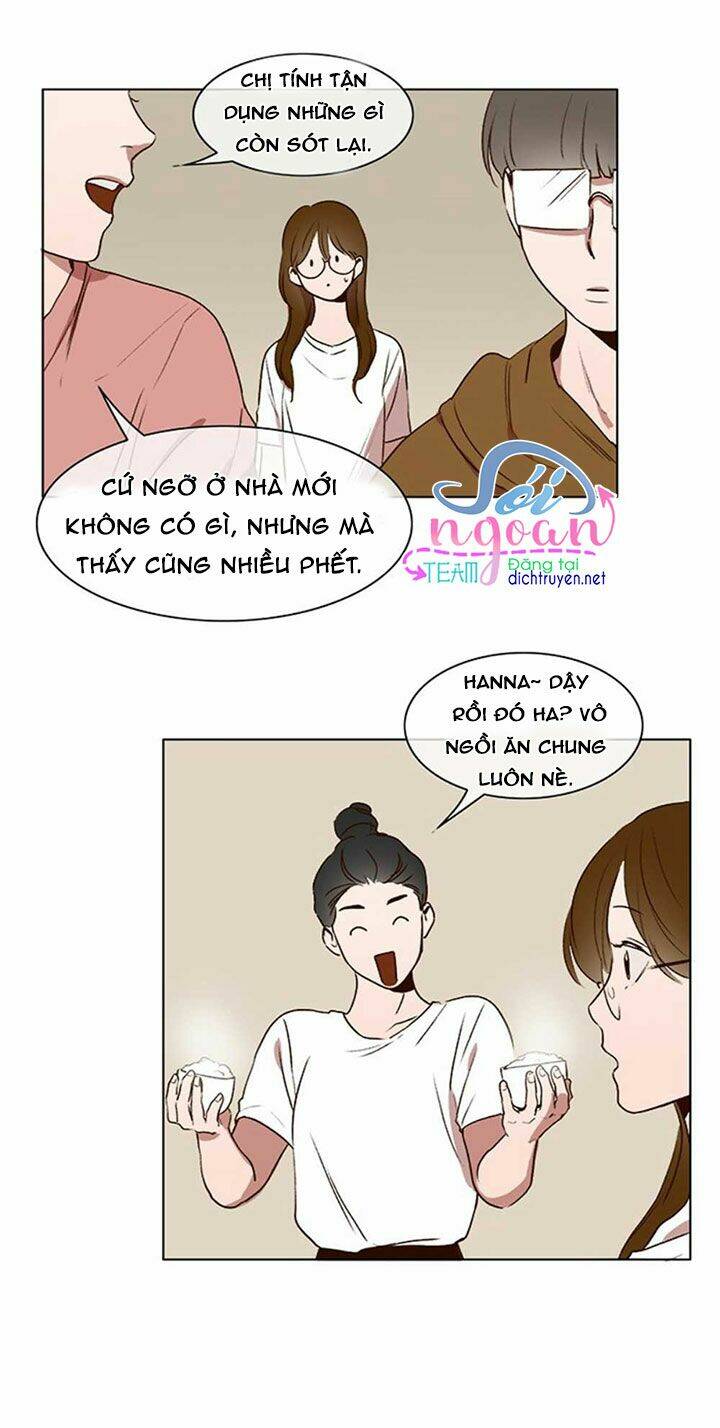 CHỊ TÍNH TẬN
DỤNG NHỮNG GÌ
CÒN SÓT LẠI.
CỨ NGỠ Ở NHÀ MỚI
KHÔNG CÓ GÌ, NHƯNG MÀ
THẤY CŨNG NHIỀU PHẾT.
Sói
ngoan
TEAM
Đăng tại
dichtruyen.net
HANNA~ DẬY
RỒI ĐÓ HA? VÔ
NGỒI ĂN CHUNG
LUÔN NÈ.